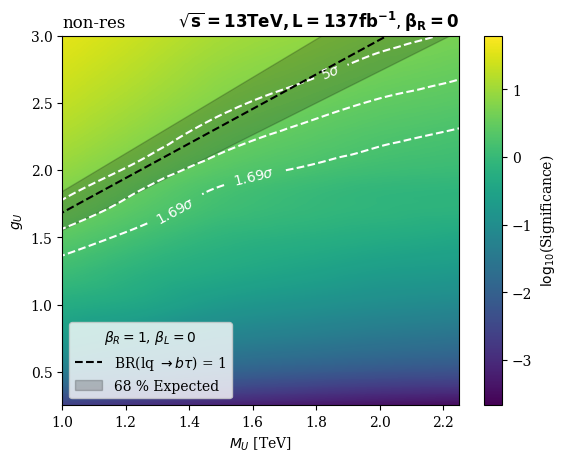 non-res
√s = 13TeV, L = 137fb⁻¹, β_R = 0
3.0
2.5
2.0
1.5
1.0
0.5
g_U
5σ
1.69σ
1.69σ
β_R = 1, β_L = 0
BR(lq → bτ) = 1
68 % Expected
1.0 1.2 1.4 1.6 1.8 2.0 2.2
M_U [TeV]
1
0
−1
−2
−3
log₁₀(Significance)